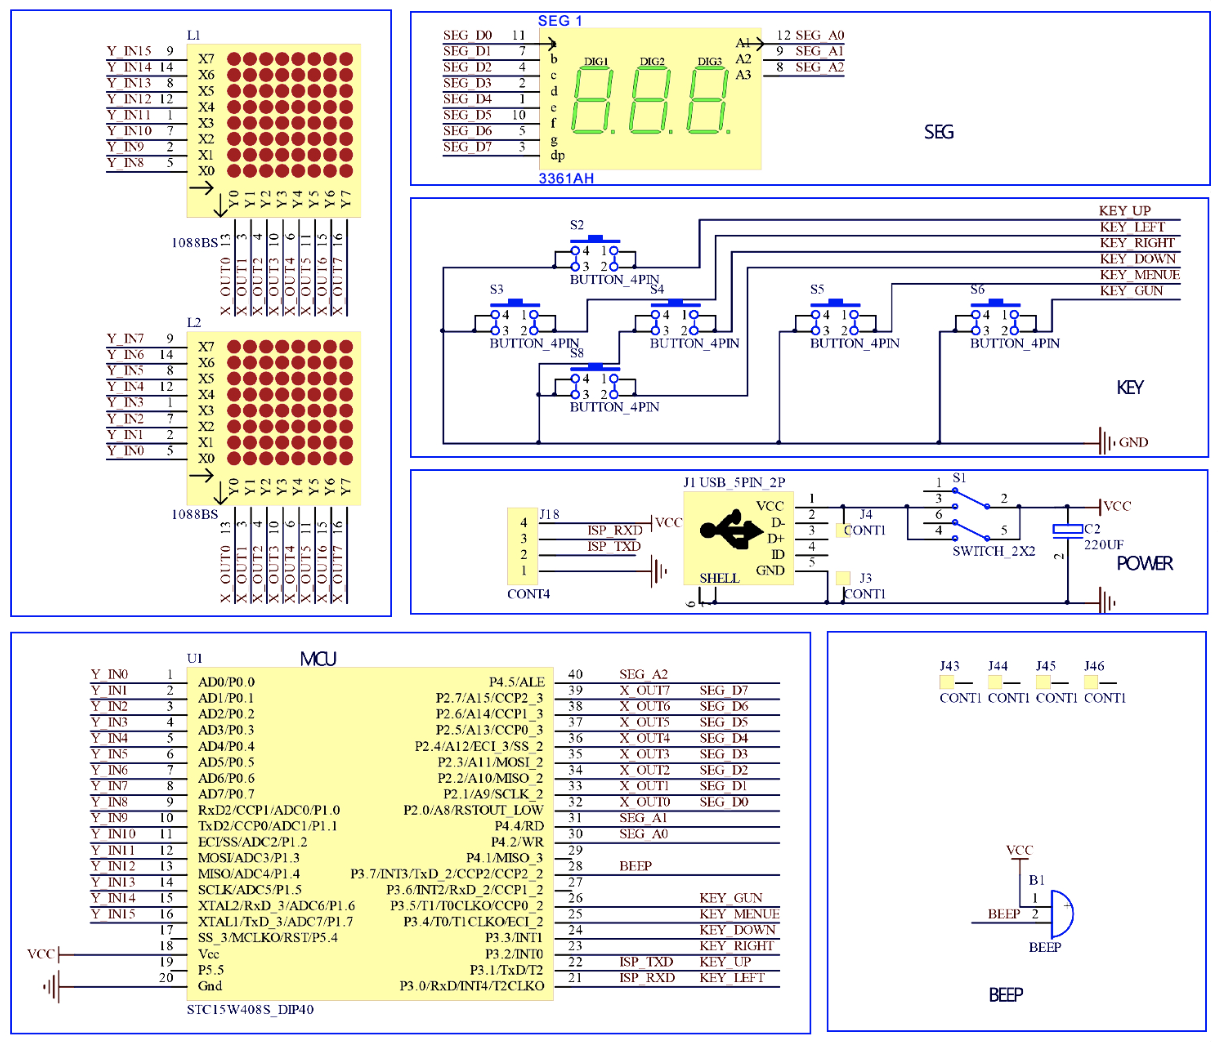 L1
Y_IN15 9 X7
Y_IN14 14 X6
Y_IN13 8 X5
Y_IN12 12 X4
Y_IN11 1 X3
Y_IN10 7 X2
Y_IN9 2 X1
Y_IN8 5 X0
Y0 Y1 Y2 Y3 Y4 Y5 Y6 Y7
1088BS
13 3 4 10 6 11 15 16
X_OUT0 X_OUT1 X_OUT2 X_OUT3 X_OUT4 X_OUT5 X_OUT6 X_OUT7
L2
Y_IN7 9 X7
Y_IN6 14 X6
Y_IN5 8 X5
Y_IN4 12 X4
Y_IN3 1 X3
Y_IN2 7 X2
Y_IN1 2 X1
Y_IN0 5 X0
Y0 Y1 Y2 Y3 Y4 Y5 Y6 Y7
1088BS
13 3 4 10 6 11 15 16
X_OUT0 X_OUT1 X_OUT2 X_OUT3 X_OUT4 X_OUT5 X_OUT6 X_OUT7
SEG 1
SEG_D0 11 A1 12 SEG_A0
SEG_D1 7 b A2 9 SEG_A1
SEG_D2 4 c A3 8 SEG_A2
SEG_D3 2 d
SEG_D4 1 e
SEG_D5 10 f
SEG_D6 5 g
SEG_D7 3 dp
DIG1 DIG2 DIG3
3361AH
SEG
KEY_UP
KEY_LEFT
KEY_RIGHT
KEY_DOWN
KEY_MENUE
KEY_GUN
S2
4 1
3 2
BUTTON_4PIN
S3 S4 S5 S6
4 1 4 1 4 1 4 1
3 2 3 2 3 2 3 2
BUTTON_4PIN BUTTON_4PIN BUTTON_4PIN BUTTON_4PIN
S8
4 1
3 2
BUTTON_4PIN
KEY
GND
J18
4 VCC
3 ISP_RXD
2 ISP_TXD
1
CONT4
J1 USB_5PIN_2P
VCC 1
D- 2
D+ 3
ID 4
GND 5
SHELL
6 7
J4
CONT1
J3
CONT1
S1
1
3 2
6
4 5
SWITCH_2X2
VCC
C2
220UF
2
POWER
U1
MCU
Y_IN0 1 AD0/P0.0 P4.5/ALE 40 SEG_A2
Y_IN1 2 AD1/P0.1 P2.7/A15/CCP2_3 39 X_OUT7 SEG_D7
Y_IN2 3 AD2/P0.2 P2.6/A14/CCP1_3 38 X_OUT6 SEG_D6
Y_IN3 4 AD3/P0.3 P2.5/A13/CCP0_3 37 X_OUT5 SEG_D5
Y_IN4 5 AD4/P0.4 P2.4/A12/ECI_3/SS_2 36 X_OUT4 SEG_D4
Y_IN5 6 AD5/P0.5 P2.3/A11/MOSI_2 35 X_OUT3 SEG_D3
Y_IN6 7 AD6/P0.6 P2.2/A10/MISO_2 34 X_OUT2 SEG_D2
Y_IN7 8 AD7/P0.7 P2.1/A9/SCLK_2 33 X_OUT1 SEG_D1
Y_IN8 9 RxD2/CCP1/ADC0/P1.0 P2.0/A8/RSTOUT_LOW 32 X_OUT0 SEG_D0
Y_IN9 10 TxD2/CCP0/ADC1/P1.1 P4.4/RD 31 SEG_A1
Y_IN10 11 ECI/SS/ADC2/P1.2 P4.2/WR 30 SEG_A0
Y_IN11 12 MOSI/ADC3/P1.3 P4.1/MISO_3 29
Y_IN12 13 MISO/ADC4/P1.4 P3.7/INT3/TxD_2/CCP2/CCP2_2 28 BEEP
Y_IN13 14 SCLK/ADC5/P1.5 P3.6/INT2/RxD_2/CCP1_2 27
Y_IN14 15 XTAL2/RxD_3/ADC6/P1.6 P3.5/T1/T0CLKO/CCP0_2 26 KEY_GUN
Y_IN15 16 XTAL1/TxD_3/ADC7/P1.7 P3.4/T0/T1CLKO/ECI_2 25 KEY_MENUE
17 SS_3/MCLKO/RST/P5.4 P3.3/INT1 24 KEY_DOWN
VCC 18 Vcc P3.2/INT0 23 KEY_RIGHT
19 P5.5 P3.1/TxD/T2 22 ISP_TXD KEY_UP
20 Gnd P3.0/RxD/INT4/T2CLKO 21 ISP_RXD KEY_LEFT
STC15W408S_DIP40
J43 J44 J45 J46
CONT1 CONT1 CONT1 CONT1
VCC
B1
1 +
BEEP 2
BEEP
BEEP